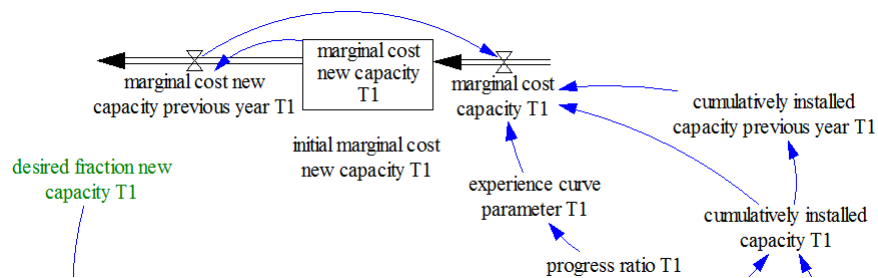 marginal cost
new capacity
T1
marginal cost new
capacity previous year T1
marginal cost
capacity T1
cumulatively installed
capacity previous year T1
initial marginal cost
new capacity T1
desired fraction new
capacity T1
experience curve
parameter T1
cumulatively installed
capacity T1
progress ratio T1